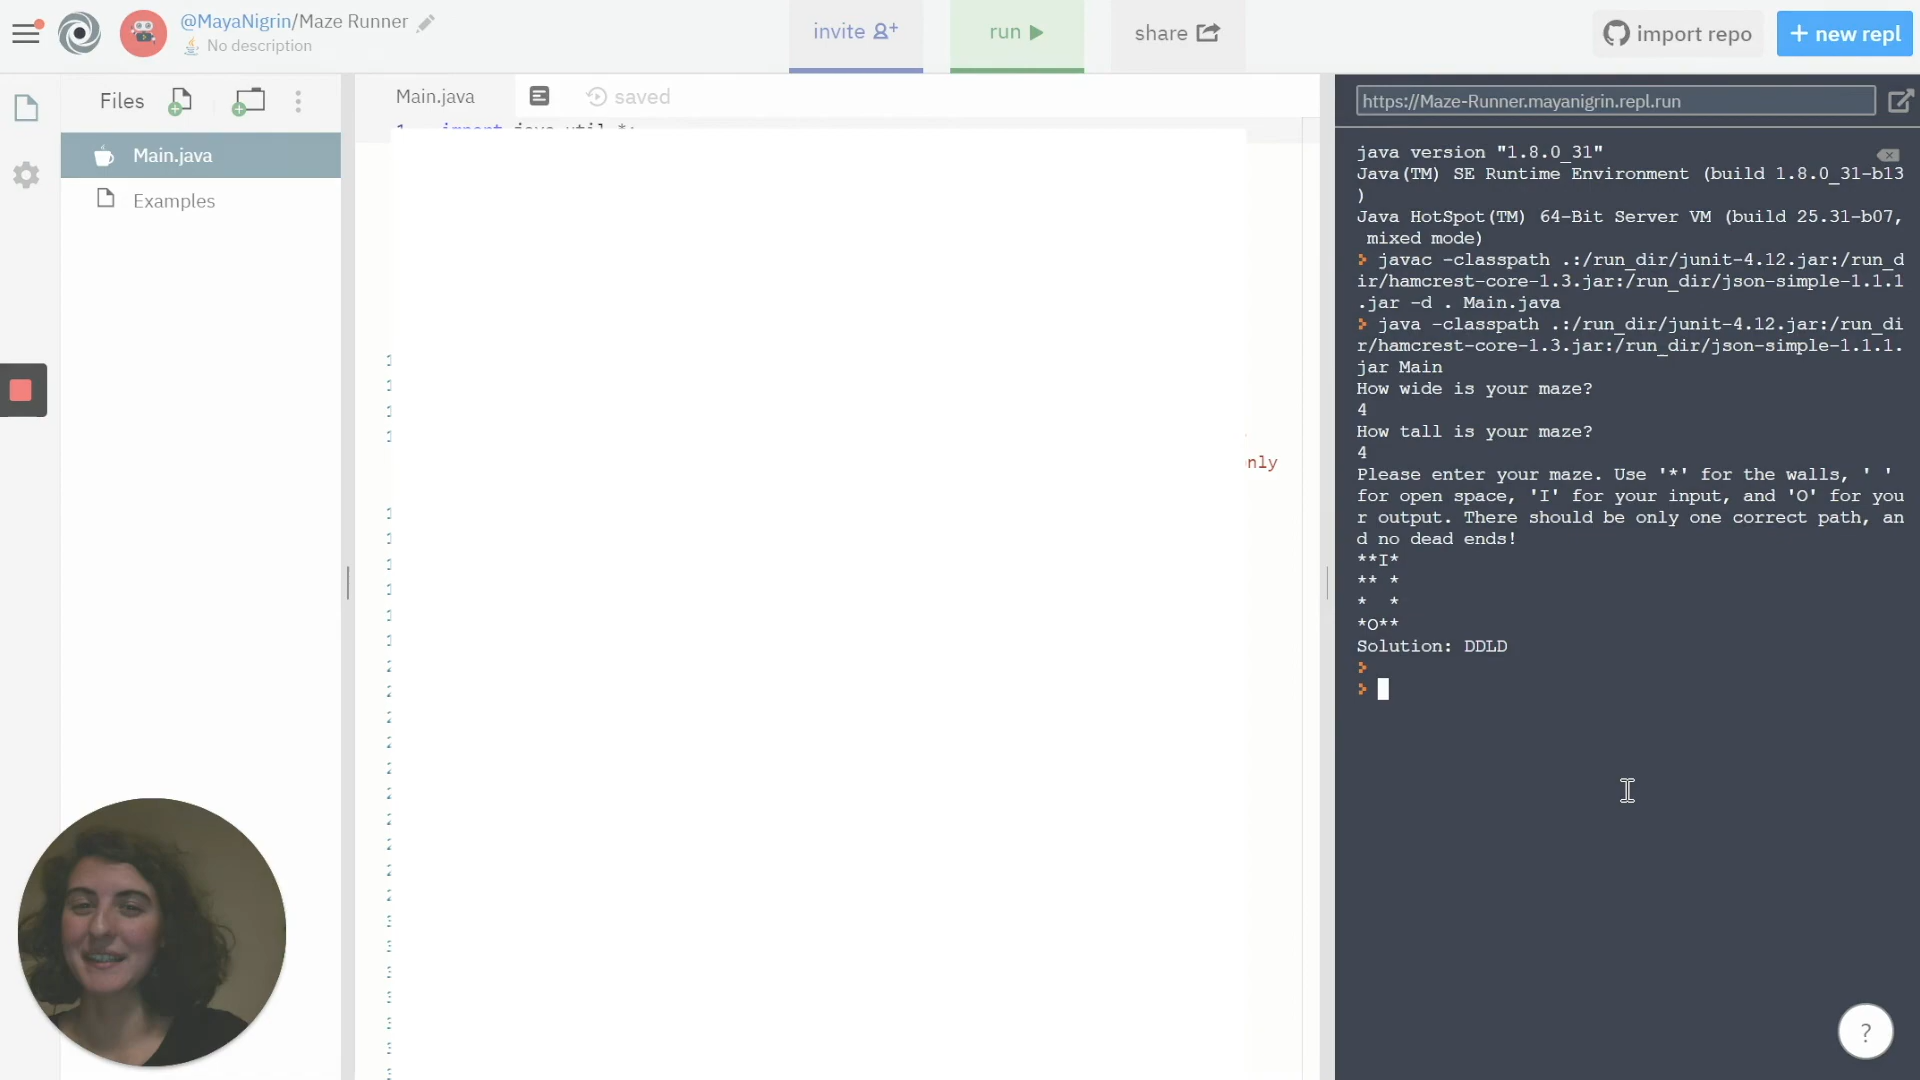 @MayaNigrin/Maze Runner
No description
invite
run
share
import repo
+ new repl
Files
Main.java
Examples
Main.java
saved
1
nly
https://Maze-Runner.mayanigrin.repl.run
java version "1.8.0_31"
Java(TM) SE Runtime Environment (build 1.8.0_31-b13
)
Java HotSpot(TM) 64-Bit Server VM (build 25.31-b07,
mixed mode)
> javac -classpath .:/run_dir/junit-4.12.jar:/run_d
ir/hamcrest-core-1.3.jar:/run_dir/json-simple-1.1.1
.jar -d . Main.java
> java -classpath .:/run_dir/junit-4.12.jar:/run_di
r/hamcrest-core-1.3.jar:/run_dir/json-simple-1.1.1.
jar Main
How wide is your maze?
4
How tall is your maze?
4
Please enter your maze. Use '*' for the walls, ' '
for open space, 'I' for your input, and 'O' for you
r output. There should be only one correct path, an
d no dead ends!
**I*
** *
*  *
*O**
Solution: DDLD
>
>
?